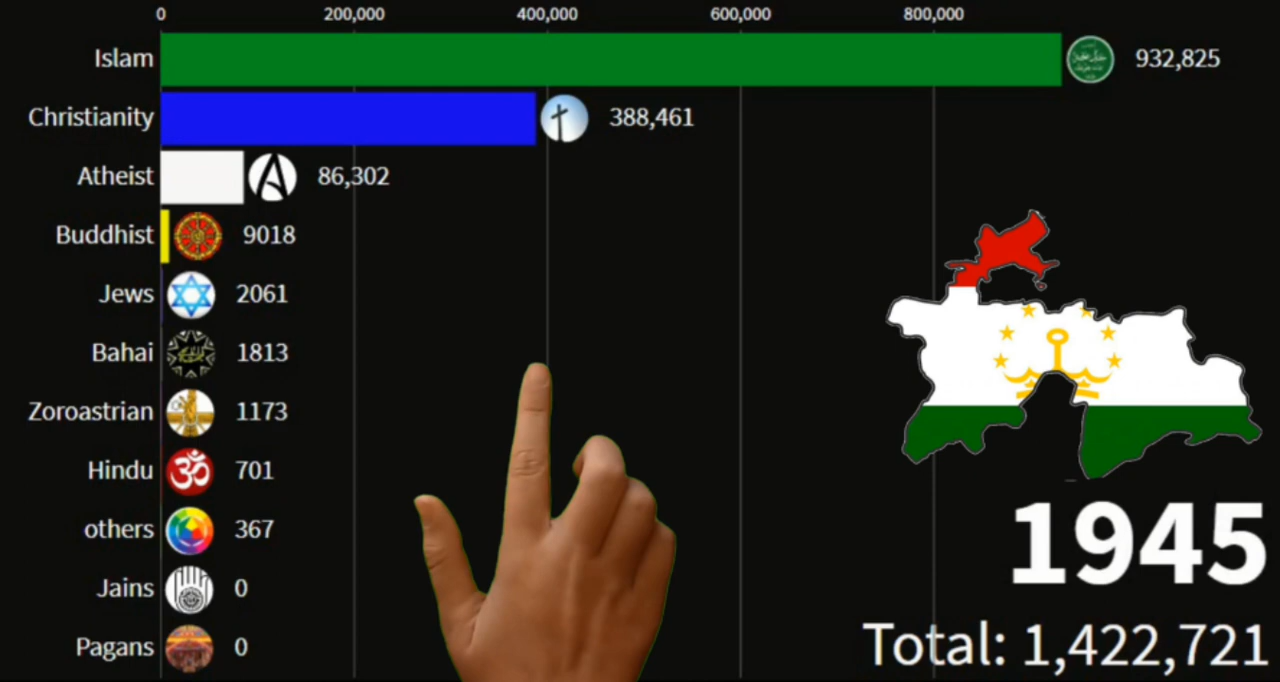 0 200,000 400,000 600,000 800,000
Islam 932,825
Christianity 388,461
Atheist 86,302
Buddhist 9018
Jews 2061
Bahai 1813
Zoroastrian 1173
Hindu 701
others 367
Jains 0
Pagans 0
1945
Total: 1,422,721